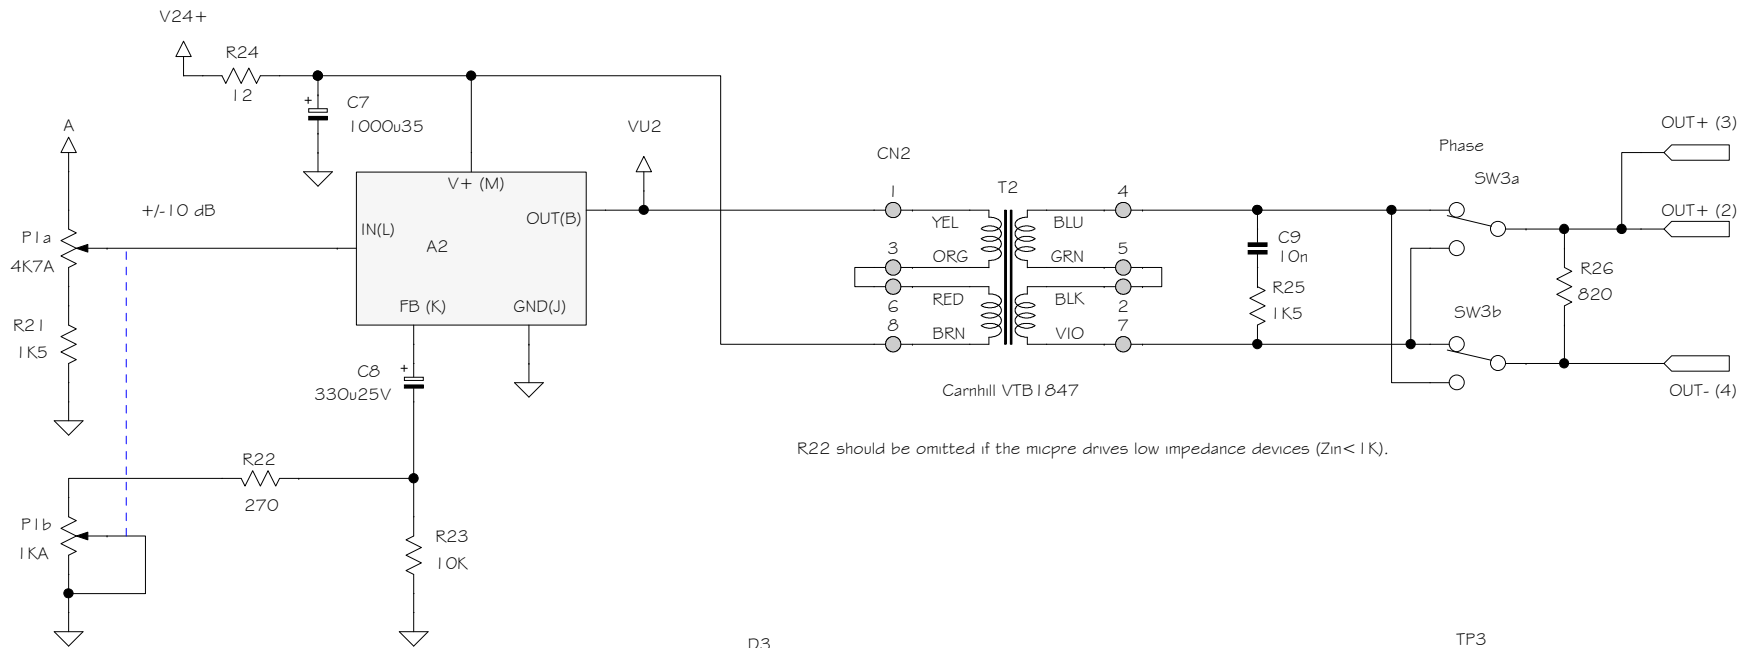 V24+
R24
12
C7
1000u35
A
VU2
CN2
OUT+ (3)
Phase
SW3a
+/-10 dB
V+ (M)
1
T2
4
OUT+ (2)
P1a
4K7A
IN(L)
A2
OUT(B)
YEL
BLU
C9
10n
3
ORG
GRN
5
R26
820
FB (K)
GND(J)
6
RED
BLK
2
R25
1K5
SW3b
R21
1K5
8
BRN
VIO
7
C8
330u25V
Carnhill VTB1847
OUT- (4)
R22 should be omitted if the micpre drives low impedance devices (Zin<1K).
R22
270
P1b
1KA
R23
10K
D3
TP3